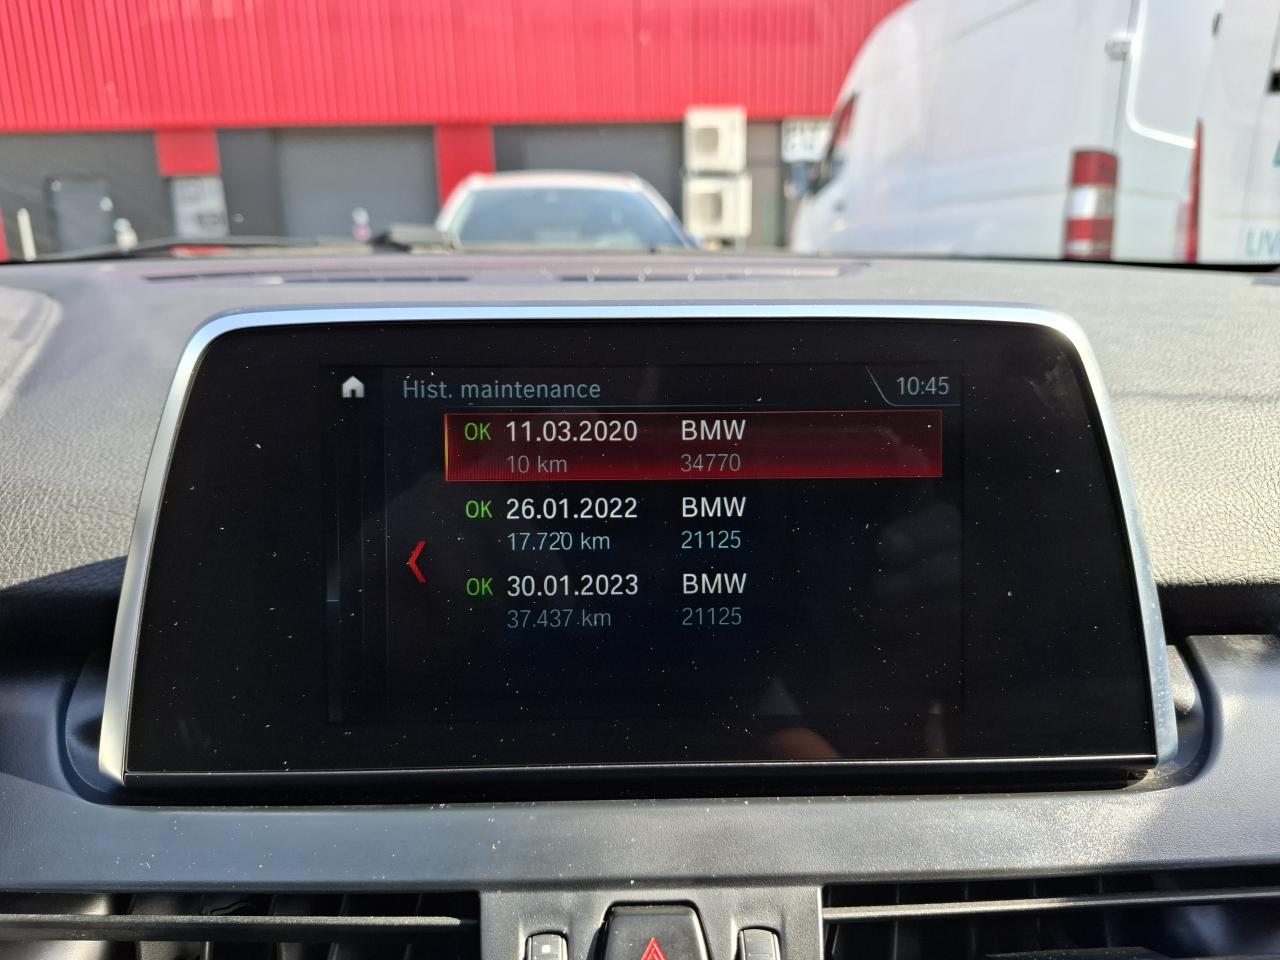 Hist. maintenance 10:45
OK 11.03.2020 BMW
10 km 34770
OK 26.01.2022 BMW
17.720 km 21125
OK 30.01.2023 BMW
37.437 km 21125